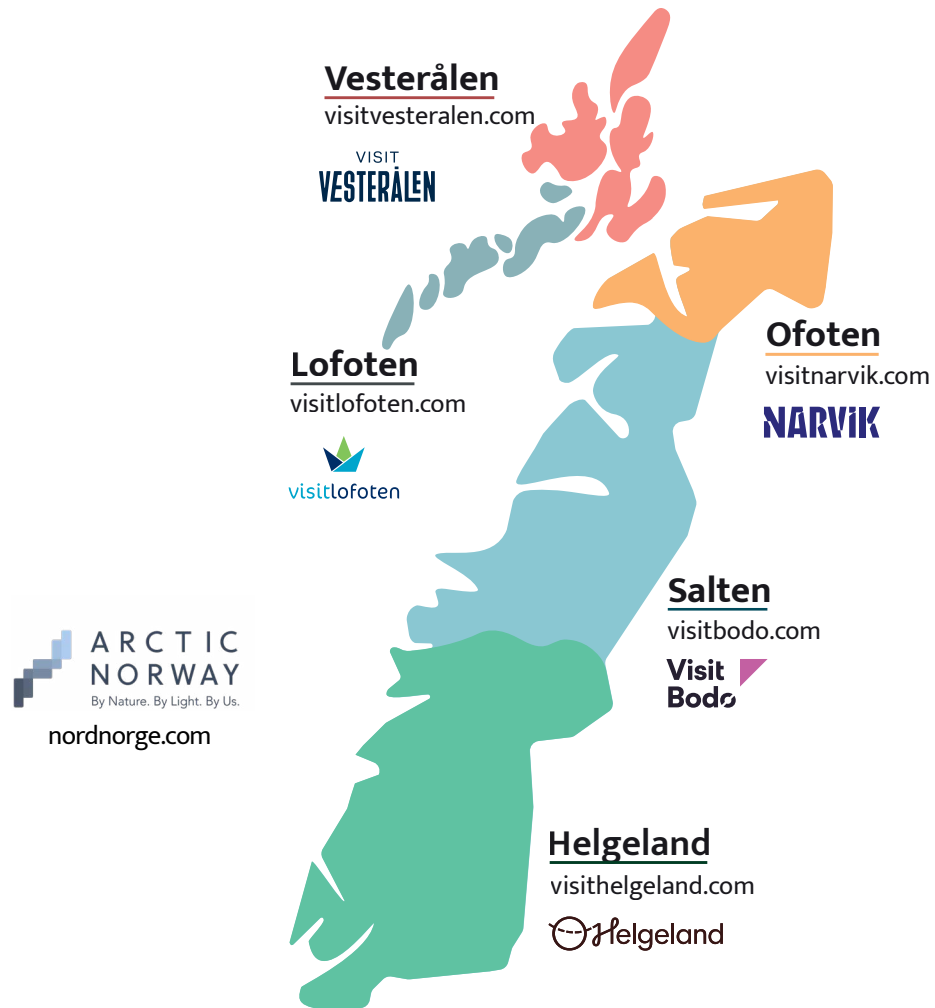 Vesterålen
visitvesteralen.com
VISIT
VESTERÅLEN
Lofoten
visitlofoten.com
visitlofoten
Ofoten
visitnarvik.com
NARViK
Salten
visitbodo.com
Visit
Bodø
ARCTIC
NORWAY
By Nature. By Light. By Us.
nordnorge.com
Helgeland
visithelgeland.com
Helgeland